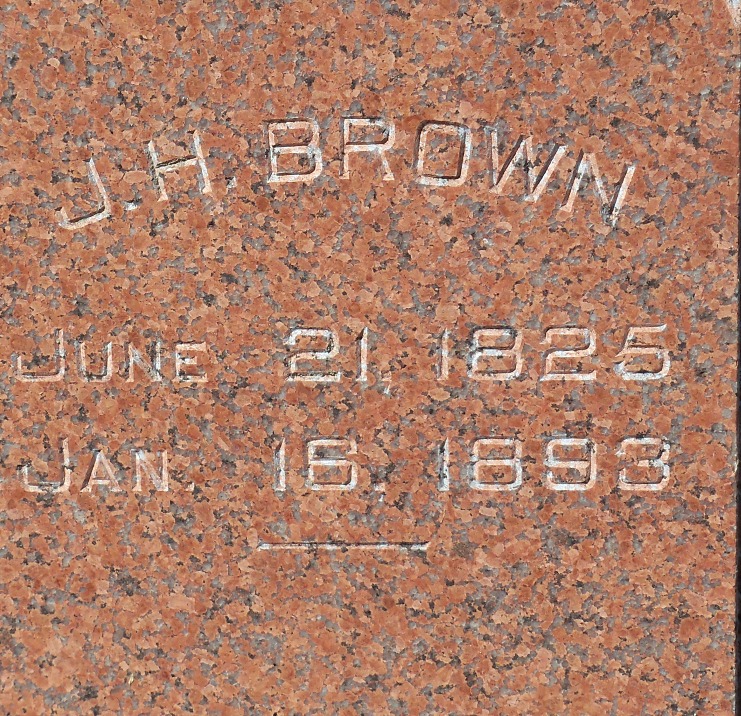 J.H. BROWN
JUNE 21, 1825
JAN. 16, 1893